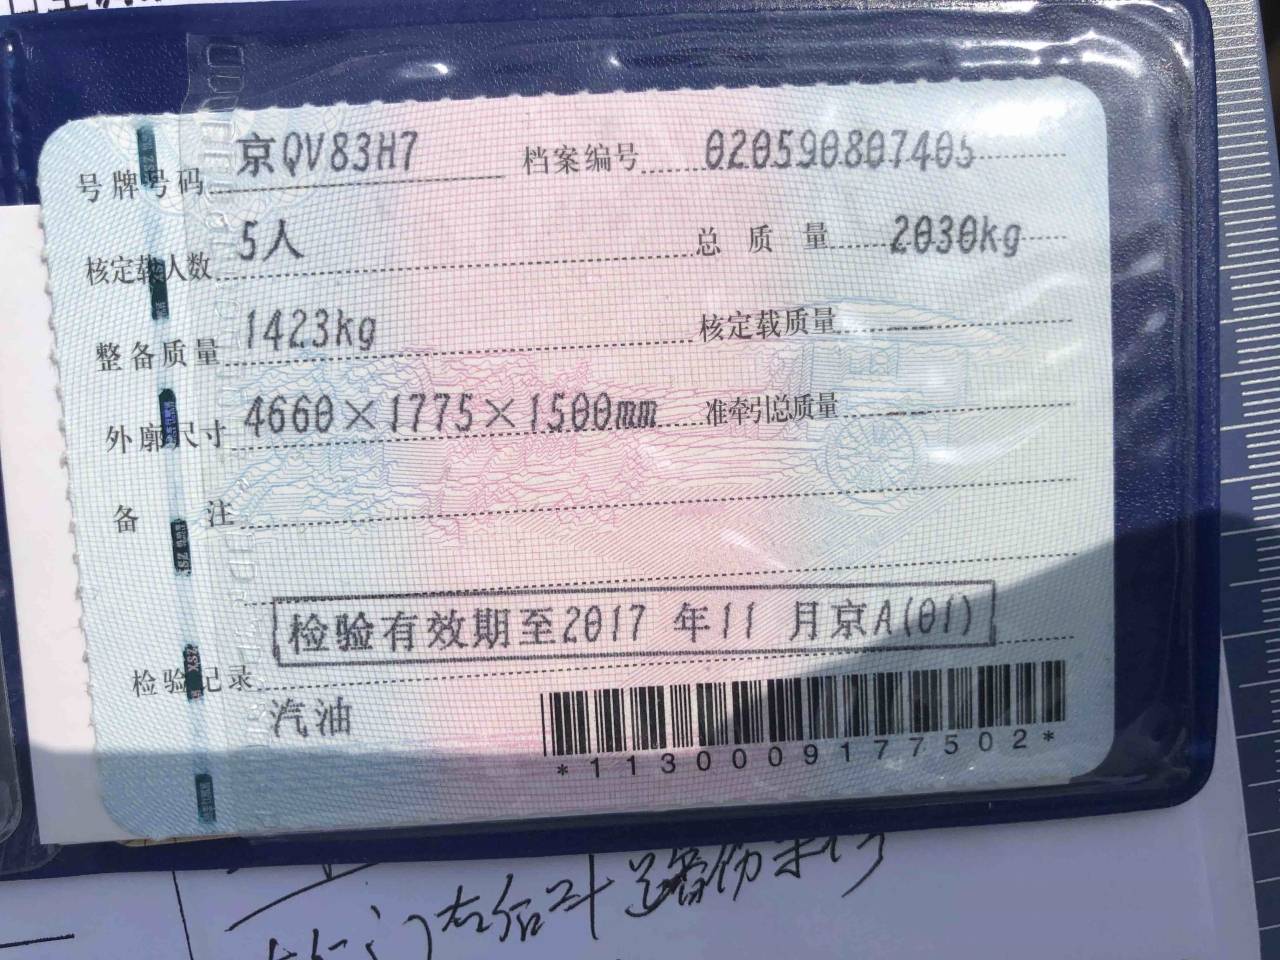 号牌号码 京QV83H7 档案编号 020590807405
核定载人数 5人 总质量 2030kg
整备质量 1423kg 核定载质量 --
外廓尺寸 4660×1775×1500mm 准牵引总质量 --
备注
检验有效期至2017 年11 月京A(01)
检验记录
汽油
*1130009177502*